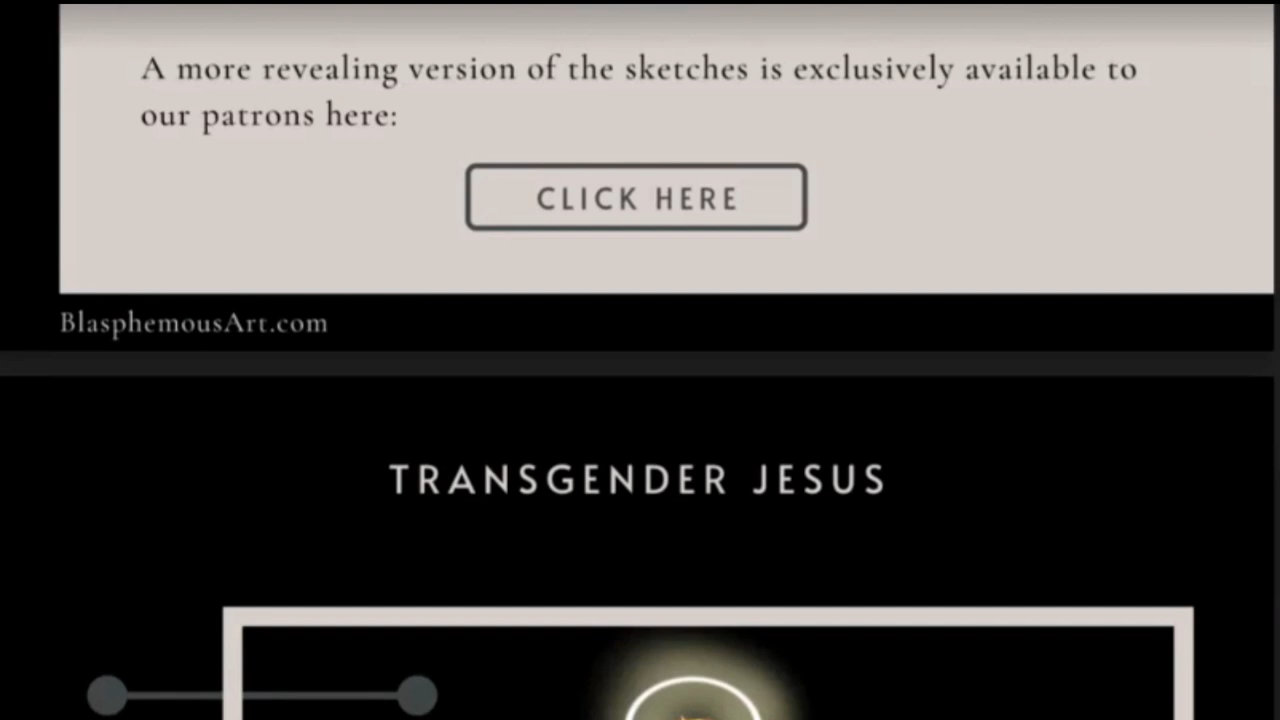 A more revealing version of the sketches is exclusively available to
our patrons here:
CLICK HERE
BlasphemousArt.com
TRANSGENDER JESUS